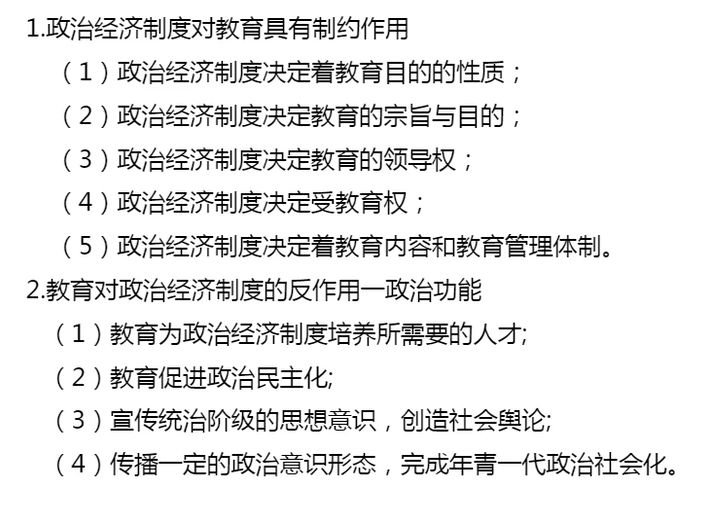 1.政治经济制度对教育具有制约作用
（1）政治经济制度决定着教育目的的性质；
（2）政治经济制度决定教育的宗旨与目的；
（3）政治经济制度决定教育的领导权；
（4）政治经济制度决定受教育权；
（5）政治经济制度决定着教育内容和教育管理体制。
2.教育对政治经济制度的反作用一政治功能
（1）教育为政治经济制度培养所需要的人才;
（2）教育促进政治民主化;
（3）宣传统治阶级的思想意识，创造社会舆论;
（4）传播一定的政治意识形态，完成年青一代政治社会化。